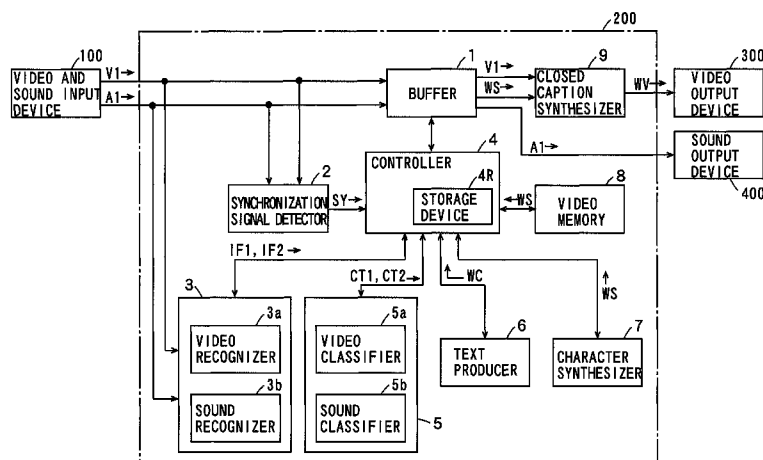 200
100
V1→
VIDEO AND
SOUND INPUT
DEVICE
A1→
1
BUFFER
V1→
WS→
9
CLOSED
CAPTION
SYNTHESIZER
WV→
300
VIDEO OUTPUT
DEVICE
A1→
SOUND OUTPUT
DEVICE
400
2
SYNCHRONIZATION
SIGNAL DETECTOR
SY→
CONTROLLER
4
4R
STORAGE
DEVICE
←WS
8
VIDEO
MEMORY
IF1, IF2→
CT1, CT2→
←WC
←WS
3
3a
VIDEO
RECOGNIZER
3b
SOUND
RECOGNIZER
5a
VIDEO
CLASSIFIER
5b
SOUND
CLASSIFIER
5
6
TEXT
PRODUCER
7
CHARACTER
SYNTHESIZER